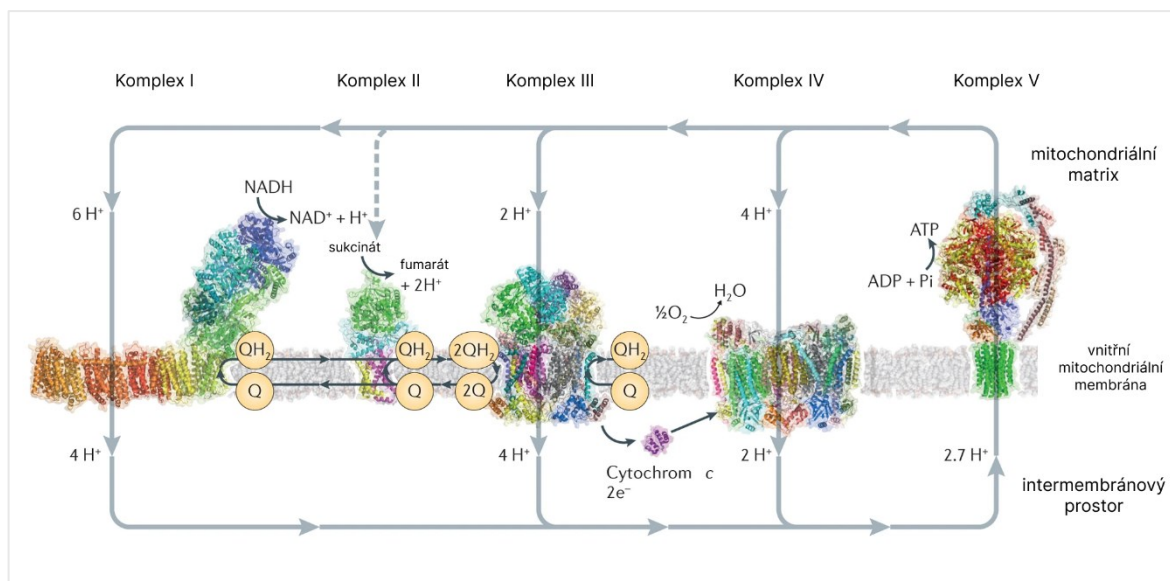 Komplex I
Komplex II
Komplex III
Komplex IV
Komplex V
mitochondriální
matrix
6 H⁺
NADH
NAD⁺ + H⁺
sukcinát
fumarát
+ 2H⁺
2 H⁺
4 H⁺
½O₂
H₂O
ATP
ADP + Pi
QH₂
Q
QH₂
Q
2QH₂
2Q
QH₂
Q
vnitřní
mitochondriální
membrána
4 H⁺
4 H⁺
Cytochrom c
2e⁻
2 H⁺
2.7 H⁺
intermembránový
prostor